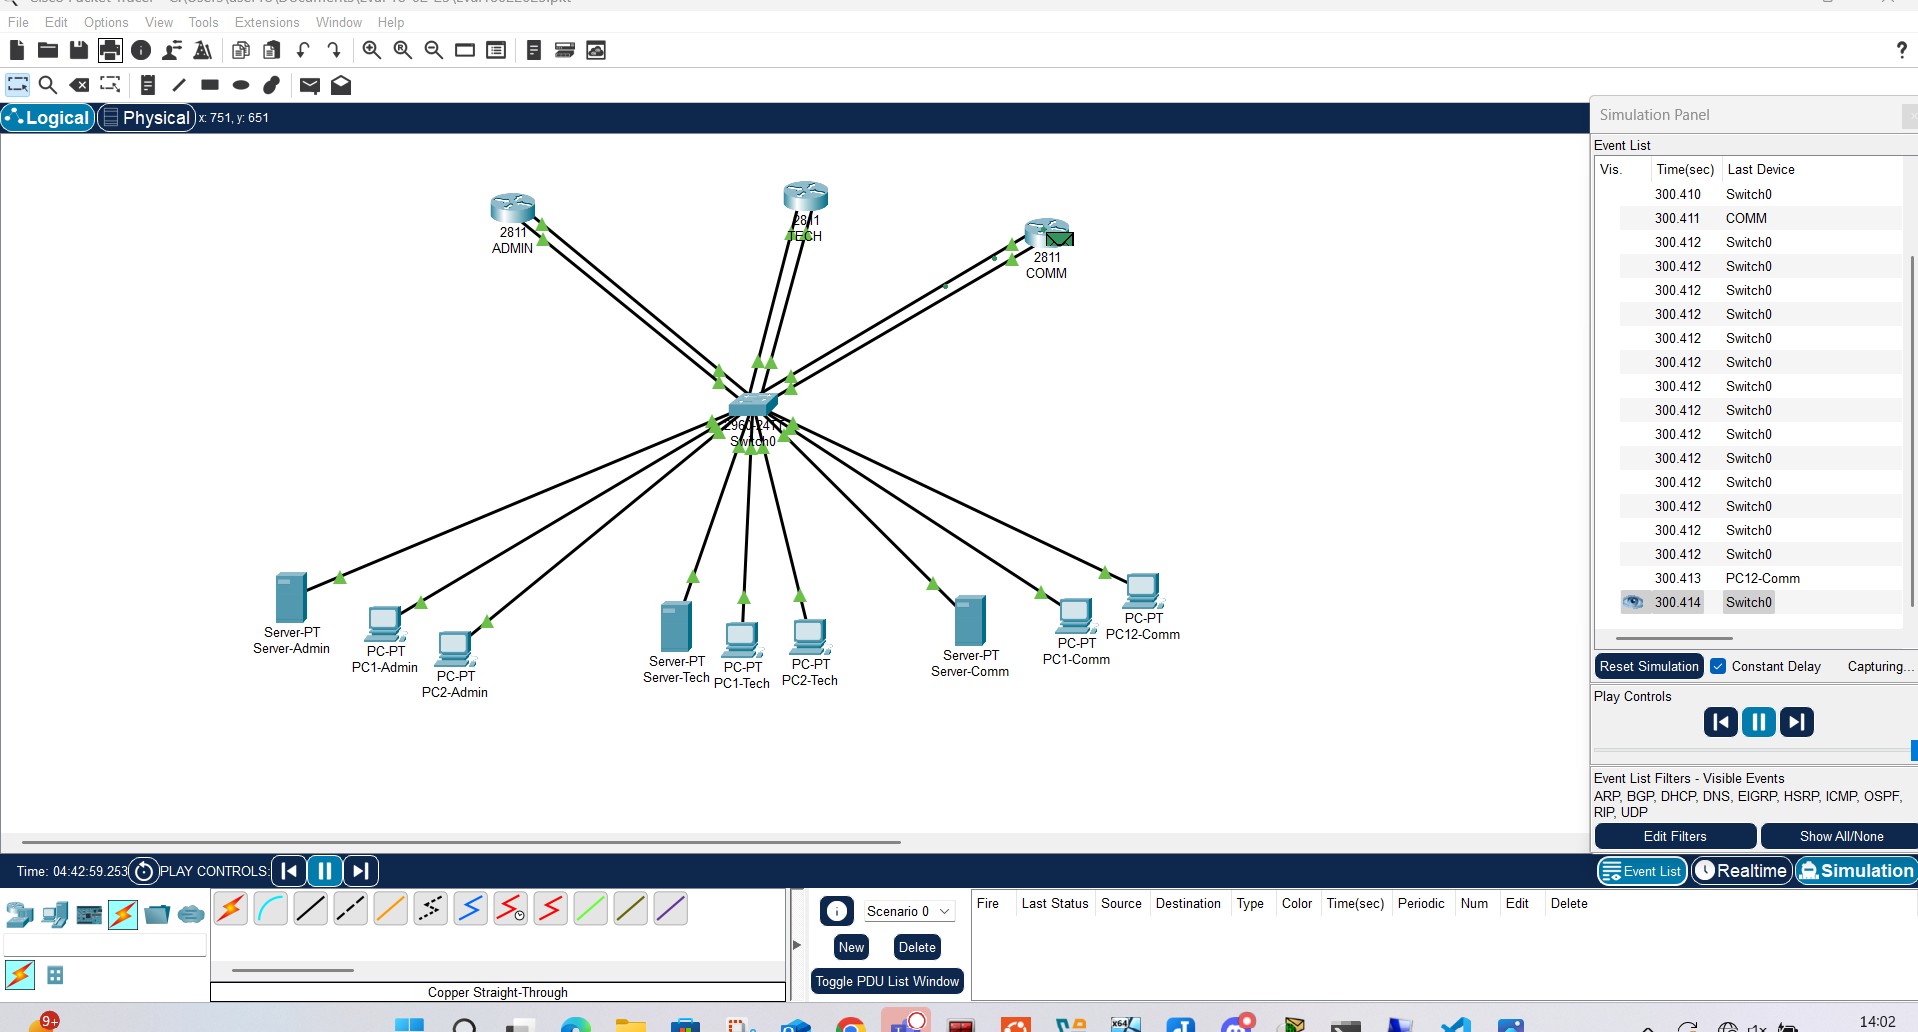 File Edit Options View Tools Extensions Window Help
?
Logical Physical x: 751, y: 651
Simulation Panel
Event List
Vis. Time(sec) Last Device
300.410 Switch0
300.411 COMM
300.412 Switch0
300.412 Switch0
300.412 Switch0
300.412 Switch0
300.412 Switch0
300.412 Switch0
300.412 Switch0
300.412 Switch0
300.412 Switch0
300.412 Switch0
300.412 Switch0
300.412 Switch0
300.412 Switch0
300.412 Switch0
300.413 PC12-Comm
300.414 Switch0
Reset Simulation Constant Delay Capturing...
Play Controls
Event List Filters - Visible Events
ARP, BGP, DHCP, DNS, EIGRP, HSRP, ICMP, OSPF,
RIP, UDP
Edit Filters Show All/None
2811
ADMIN
2811
TECH
2811
COMM
2960-24TT
Switch0
Server-PT
Server-Admin
PC-PT
PC1-Admin
PC-PT
PC2-Admin
Server-PT
Server-Tech
PC-PT
PC1-Tech
PC-PT
PC2-Tech
Server-PT
Server-Comm
PC-PT
PC1-Comm
PC-PT
PC12-Comm
Time: 04:42:59.253 PLAY CONTROLS:
Event List Realtime Simulation
Scenario 0
New Delete
Toggle PDU List Window
Fire Last Status Source Destination Type Color Time(sec) Periodic Num Edit Delete
Copper Straight-Through
9+
x64
14:02